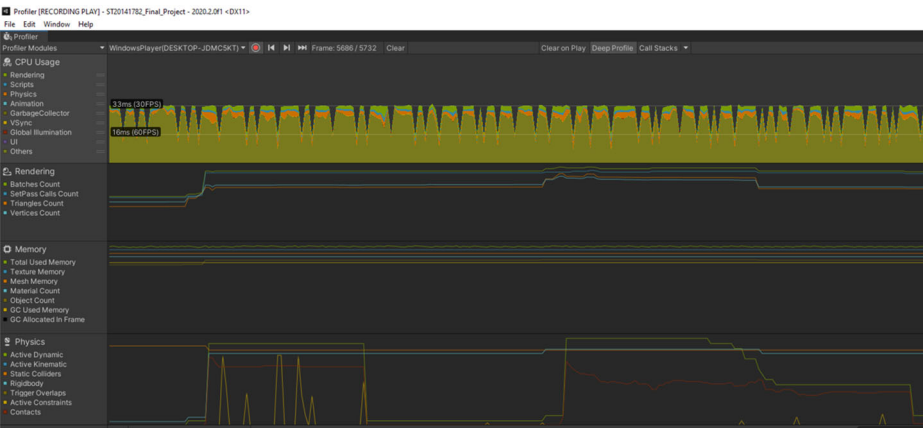 Profiler [RECORDING PLAY] - ST20141782_Final_Project - 2020.2.0f1 <DX11>
File Edit Window Help
Profiler
Profiler Modules WindowsPlayer(DESKTOP-JDMC5KT) Frame: 5686 / 5732 Clear Clear on Play Deep Profile Call Stacks
CPU Usage
Rendering
Scripts
Physics
Animation
GarbageCollector
VSync
Global Illumination
UI
Others
33ms (30FPS)
16ms (60FPS)
Rendering
Batches Count
SetPass Calls Count
Triangles Count
Vertices Count
Memory
Total Used Memory
Texture Memory
Mesh Memory
Material Count
Object Count
GC Used Memory
GC Allocated In Frame
Physics
Active Dynamic
Active Kinematic
Static Colliders
Rigidbody
Trigger Overlaps
Active Constraints
Contacts